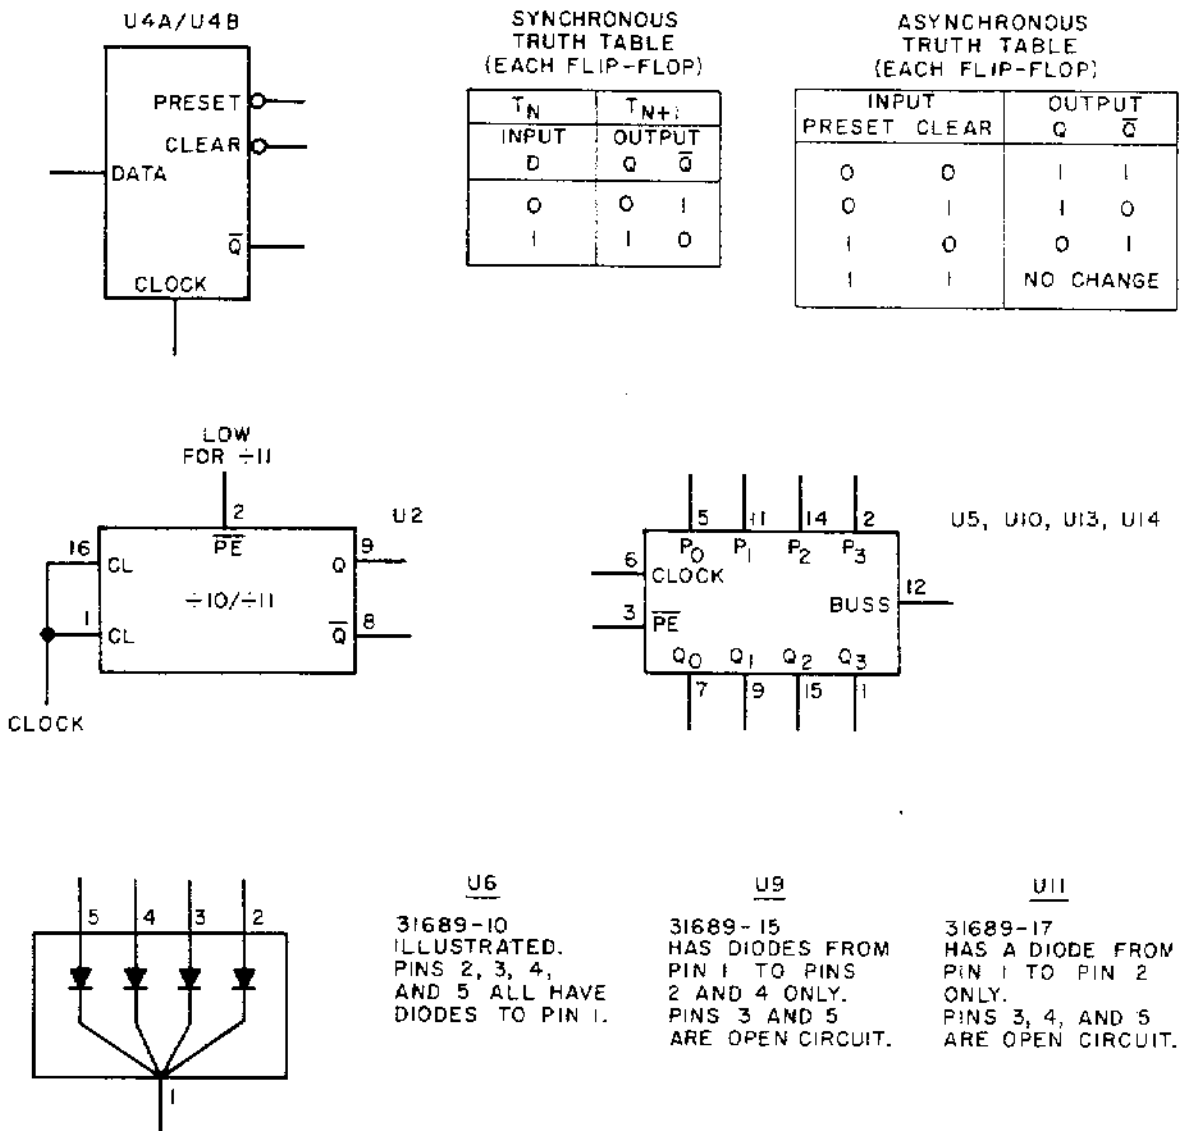 U4A/U4B
PRESET
CLEAR
DATA
Q̅
CLOCK
SYNCHRONOUS
TRUTH TABLE
(EACH FLIP-FLOP)
TN TN+1
INPUT OUTPUT
D Q Q̅
0 0 1
1 1 0
ASYNCHRONOUS
TRUTH TABLE
(EACH FLIP-FLOP)
INPUT OUTPUT
PRESET CLEAR Q Q̅
0 0 1 1
0 1 1 0
1 0 0 1
1 1 NO CHANGE
LOW
FOR ÷11
2
U2
P̅E̅
16 CL
Q 9
÷10/÷11
1 CL
Q̅ 8
CLOCK
U5, U10, U13, U14
5 11 14 2
P0 P1 P2 P3
6 CLOCK
BUSS 12
3 P̅E̅
Q0 Q1 Q2 Q3
7 9 15 1
5 4 3 2
1
U6
31689-10
ILLUSTRATED.
PINS 2, 3, 4,
AND 5 ALL HAVE
DIODES TO PIN 1.
U9
31689-15
HAS DIODES FROM
PIN 1 TO PINS
2 AND 4 ONLY.
PINS 3 AND 5
ARE OPEN CIRCUIT.
U11
31689-17
HAS A DIODE FROM
PIN 1 TO PIN 2
ONLY.
PINS 3, 4, AND 5
ARE OPEN CIRCUIT.